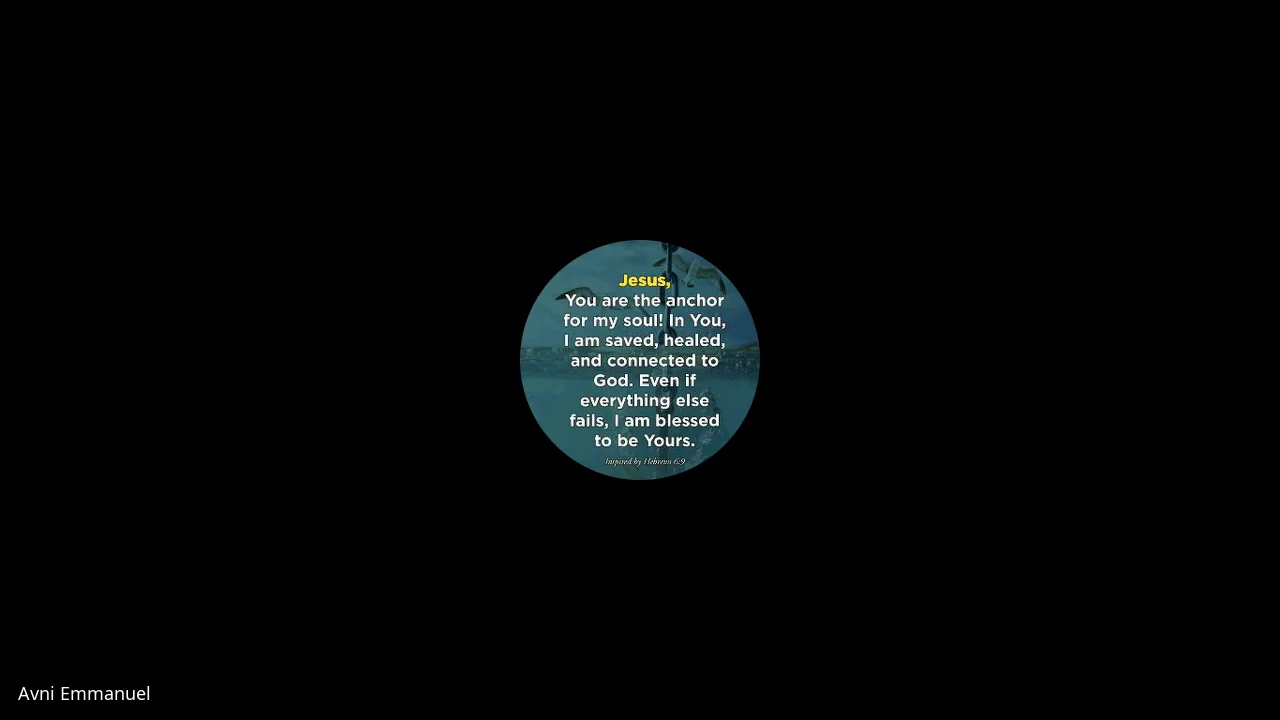 Jesus,
You are the anchor
for my soul! In You,
I am saved, healed,
and connected to
God. Even if
everything else
fails, I am blessed
to be Yours.
Inspired by Hebrews 6:9
Avni Emmanuel